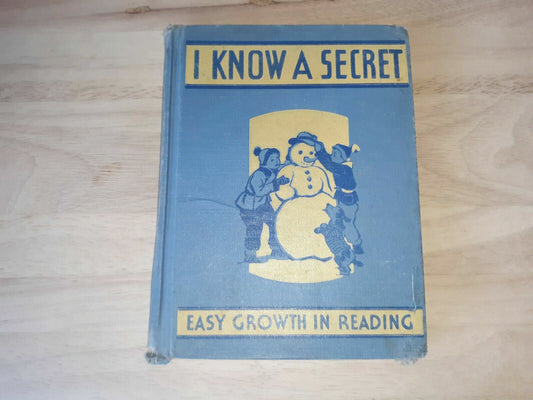 I KNOW A SECRET
EASY GROWTH IN READING